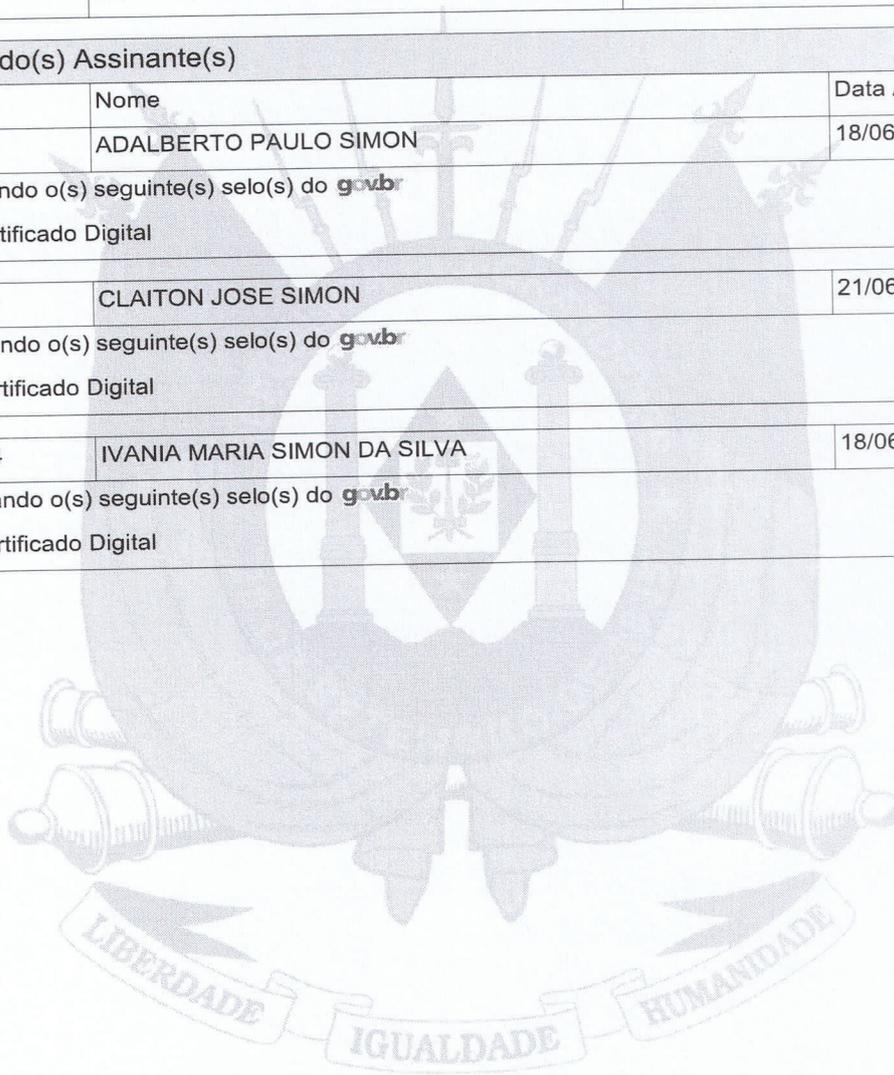 do(s) Assinante(s)
Nome Data
ADALBERTO PAULO SIMON 18/06
ndo o(s) seguinte(s) selo(s) do gov.br
tificado Digital
CLAITON JOSE SIMON 21/06
ndo o(s) seguinte(s) selo(s) do gov.br
rtificado Digital
IVANIA MARIA SIMON DA SILVA 18/06
ando o(s) seguinte(s) selo(s) do gov.br
rtificado Digital
LIBERDADE IGUALDADE HUMANIDADE